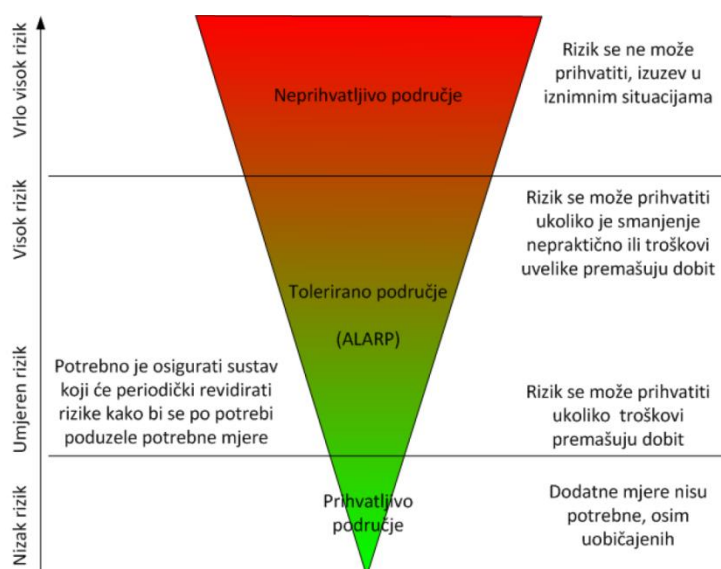 Vrlo visok rizik
Neprihvatljivo područje
Rizik se ne može
prihvatiti, izuzev u
iznimnim situacijama
Visok rizik
Rizik se može prihvatiti
ukoliko je smanjenje
nepraktično ili troškovi
uvelike premašuju dobit
Tolerirano područje
(ALARP)
Umjeren rizik
Potrebno je osigurati sustav
koji će periodički revidirati
rizike kako bi se po potrebi
poduzele potrebne mjere
Rizik se može prihvatiti
ukoliko troškovi
premašuju dobit
Nizak rizik
Prihvatljivo
područje
Dodatne mjere nisu
potrebne, osim
uobičajenih